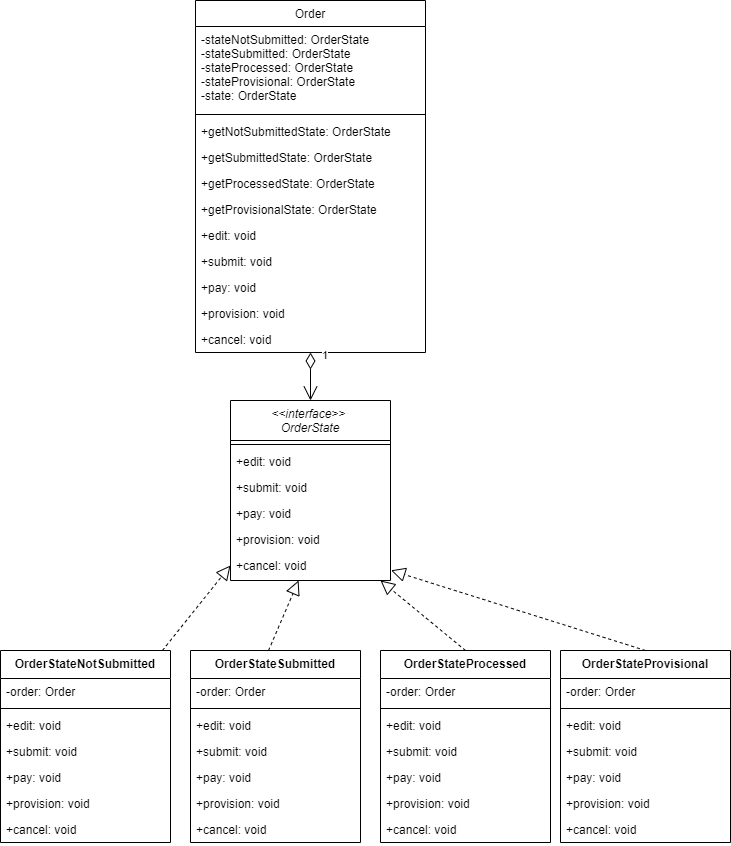 Order
-stateNotSubmitted: OrderState
-stateSubmitted: OrderState
-stateProcessed: OrderState
-stateProvisional: OrderState
-state: OrderState
+getNotSubmittedState: OrderState
+getSubmittedState: OrderState
+getProcessedState: OrderState
+getProvisionalState: OrderState
+edit: void
+submit: void
+pay: void
+provision: void
+cancel: void
1
<<interface>>
OrderState
+edit: void
+submit: void
+pay: void
+provision: void
+cancel: void
OrderStateNotSubmitted
-order: Order
+edit: void
+submit: void
+pay: void
+provision: void
+cancel: void
OrderStateSubmitted
-order: Order
+edit: void
+submit: void
+pay: void
+provision: void
+cancel: void
OrderStateProcessed
-order: Order
+edit: void
+submit: void
+pay: void
+provision: void
+cancel: void
OrderStateProvisional
-order: Order
+edit: void
+submit: void
+pay: void
+provision: void
+cancel: void